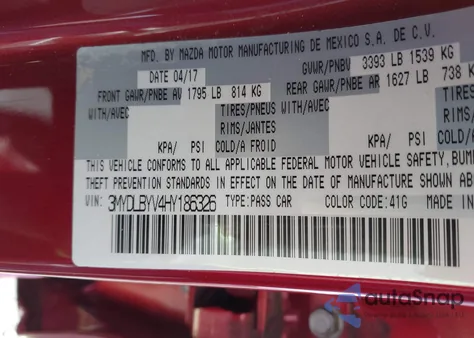 MFD. BY MAZDA MOTOR MANUFACTURING DE MEXICO S.A. DE C.V.
DATE 04/17 GVWR/PNBV 3393 LB 1539 KG
FRONT GAWR/PNBE AV 1795 LB 814 KG REAR GAWR/PNBE AR 1627 LB 738 K
WITH/AVEC TIRES/PNEUS WITH/AVEC TIRES/PN
RIMS/JANTES RIMS/JAN
KPA/ PSI COLD/A FROID KPA/ PSI COLD/A
THIS VEHICLE CONFORMS TO ALL APPLICABLE FEDERAL MOTOR VEHICLE SAFETY, BUM
THEFT PREVENTION STANDARDS IN EFFECT ON THE DATE OF MANUFACTURE SHOWN ABO
VIN: 3MYDLBYV4HY186326 TYPE:PASS CAR COLOR CODE:41G MADE IN
autoSnap